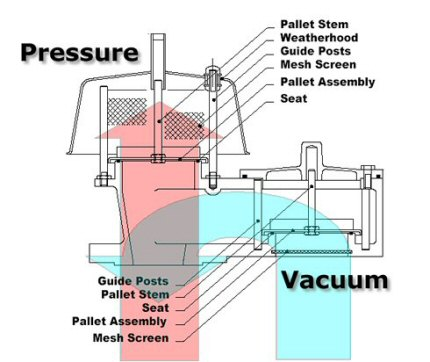 Pressure
Pallet Stem
Weatherhood
Guide Posts
Mesh Screen
Pallet Assembly
Seat
Vacuum
Guide Posts
Pallet Stem
Seat
Pallet Assembly
Mesh Screen